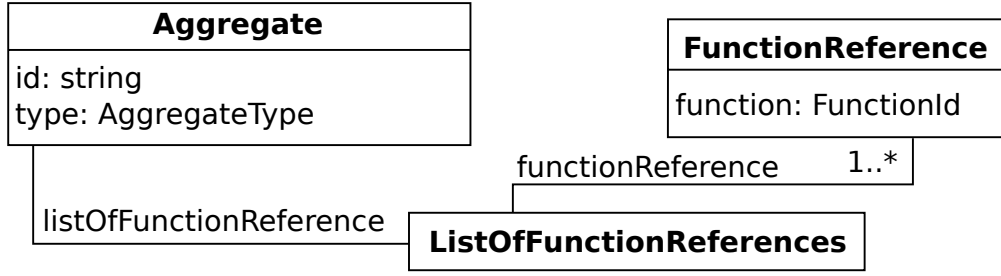 Aggregate
id: string
type: AggregateType
FunctionReference
function: FunctionId
functionReference
1..*
listOfFunctionReference
ListOfFunctionReferences